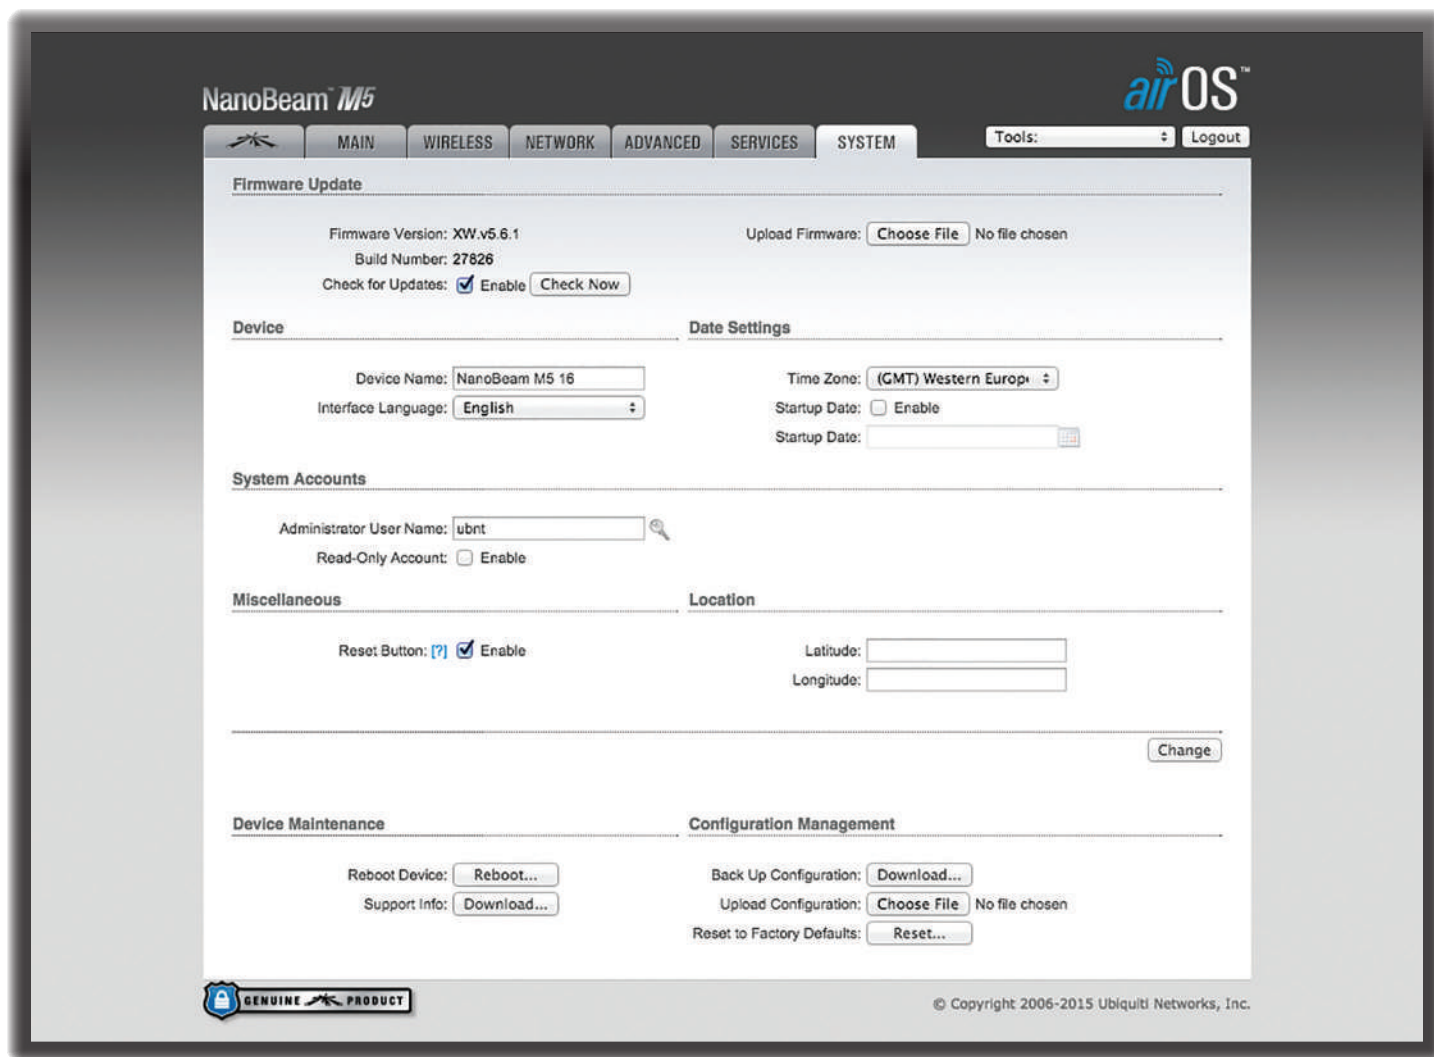 NanoBeam™ M5
airOS™
MAIN WIRELESS NETWORK ADVANCED SERVICES SYSTEM Tools: Logout
Firmware Update
Firmware Version: XW.v5.6.1 Upload Firmware: Choose File No file chosen
Build Number: 27826
Check for Updates: Enable Check Now
Device Date Settings
Device Name: NanoBeam M5 16 Time Zone: (GMT) Western Europ
Interface Language: English Startup Date: Enable
Startup Date:
System Accounts
Administrator User Name: ubnt
Read-Only Account: Enable
Miscellaneous Location
Reset Button: [?] Enable Latitude:
Longitude:
Change
Device Maintenance Configuration Management
Reboot Device: Reboot... Back Up Configuration: Download...
Support Info: Download... Upload Configuration: Choose File No file chosen
Reset to Factory Defaults: Reset...
GENUINE PRODUCT © Copyright 2006-2015 Ubiquiti Networks, Inc.